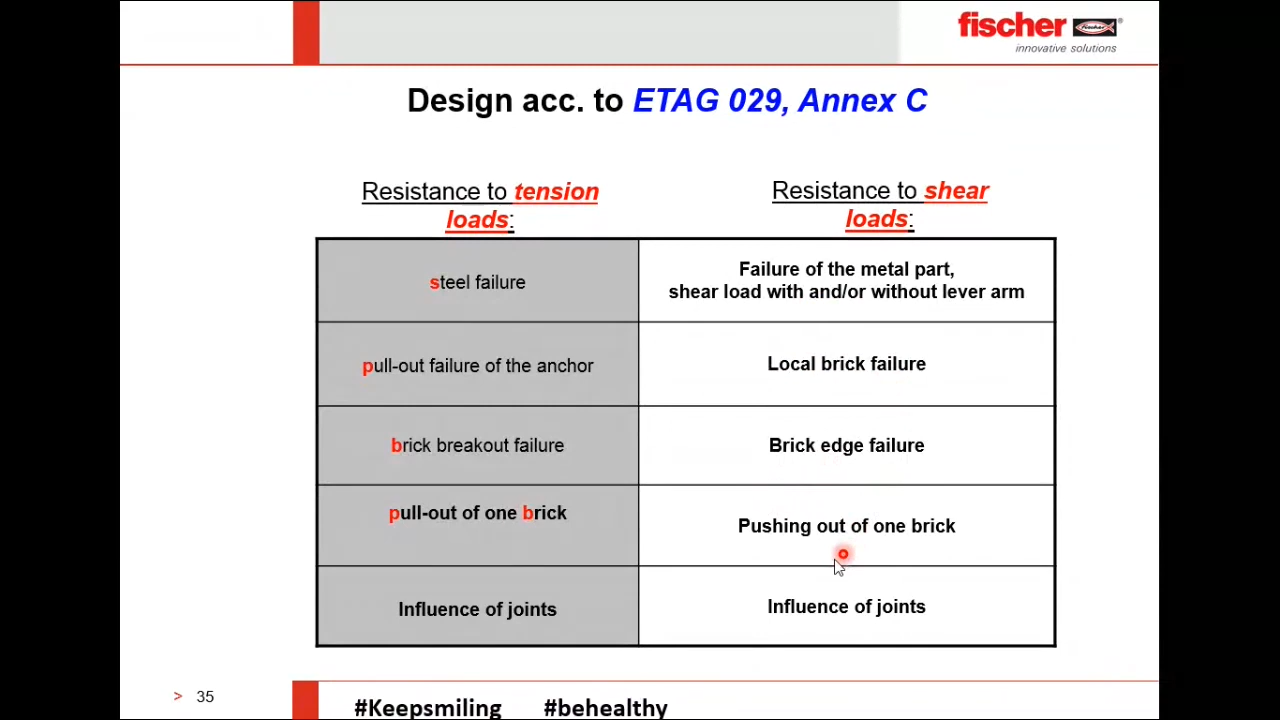 fischer
fischer
innovative solutions
Design acc. to ETAG 029, Annex C
Resistance to tension
loads:
Resistance to shear
loads:
steel failure
Failure of the metal part,
shear load with and/or without lever arm
pull-out failure of the anchor
Local brick failure
brick breakout failure
Brick edge failure
pull-out of one brick
Pushing out of one brick
Influence of joints
Influence of joints
> 35
#Keepsmiling #behealthy